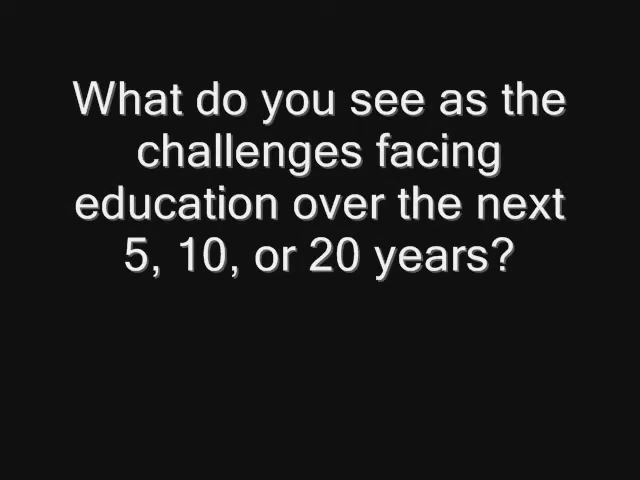 What do you see as the
challenges facing
education over the next
5, 10, or 20 years?